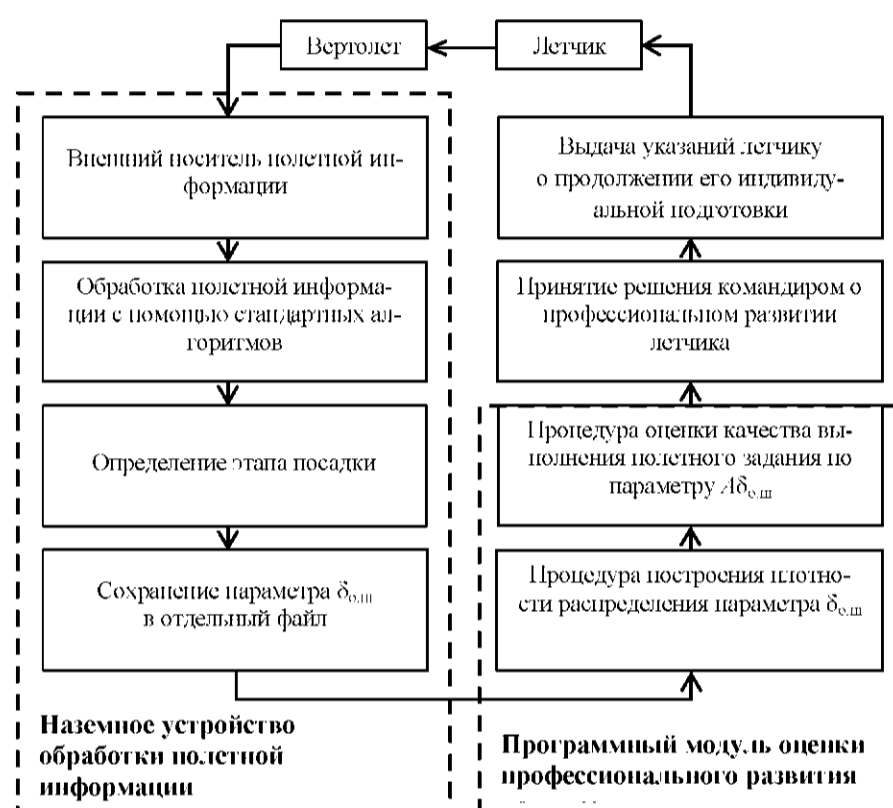 Вертолет
Летчик
Внешний носитель полетной ин-
формации
Обработка полетной информа-
ции с помощью стандартных ал-
горитмов
Определение этапа посадки
Сохранение параметра δо.ш
в отдельный файл
Наземное устройство
обработки полетной
информации
Выдача указаний летчику
о продолжении его индивиду-
альной подготовки
Принятие решения командиром о
профессиональном развитии
летчика
Процедура оценки качества вы-
полнения полетного задания по
параметру Aδо.ш
Процедура построения плотно-
сти распределения параметра δо.ш
Программный модуль оценки
профессионального развития